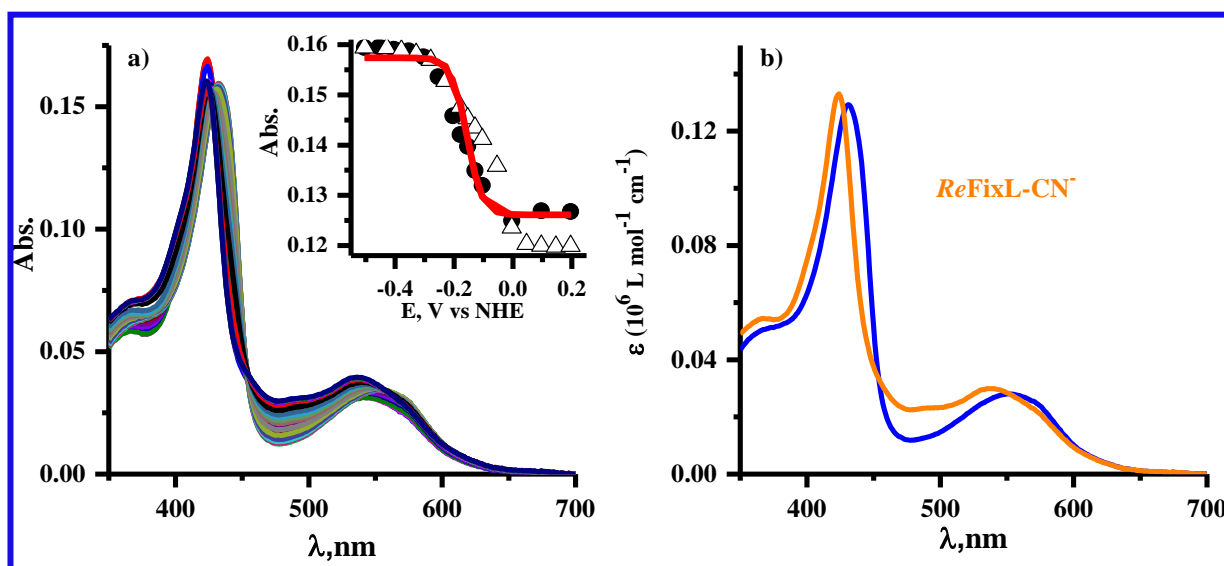 a)
Abs.
0.15
0.10
0.05
0.00
400
500
600
700
λ,nm
Abs.
0.16
0.15
0.14
0.13
0.12
-0.4
-0.2
0.0
0.2
E, V vs NHE
b)
ε (10⁶ L mol⁻¹ cm⁻¹)
0.12
0.08
0.04
0.00
400
500
600
700
λ,nm
ReFixL-CN⁻